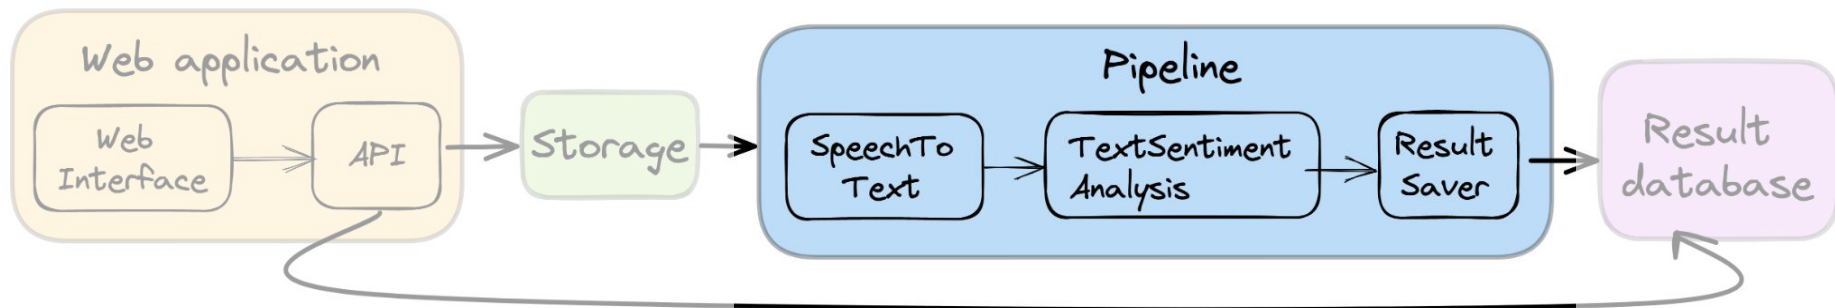 Web application
Web
Interface
API
Storage
Pipeline
SpeechTo
Text
TextSentiment
Analysis
Result
Saver
Result
database